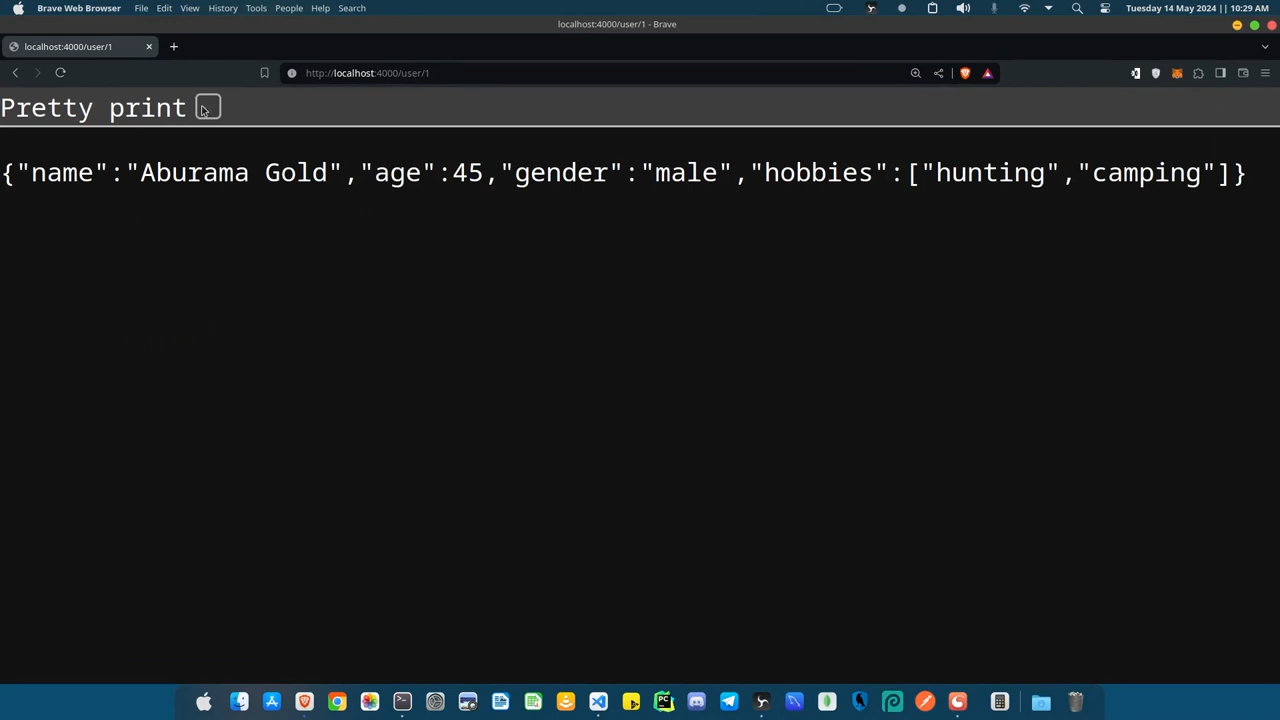 Brave Web Browser File Edit View History Tools People Help Search Tuesday 14 May 2024 || 10:29 AM
localhost:4000/user/1 - Brave
localhost:4000/user/1
http://localhost:4000/user/1
Pretty print
{"name":"Aburama Gold","age":45,"gender":"male","hobbies":["hunting","camping"]}
PC